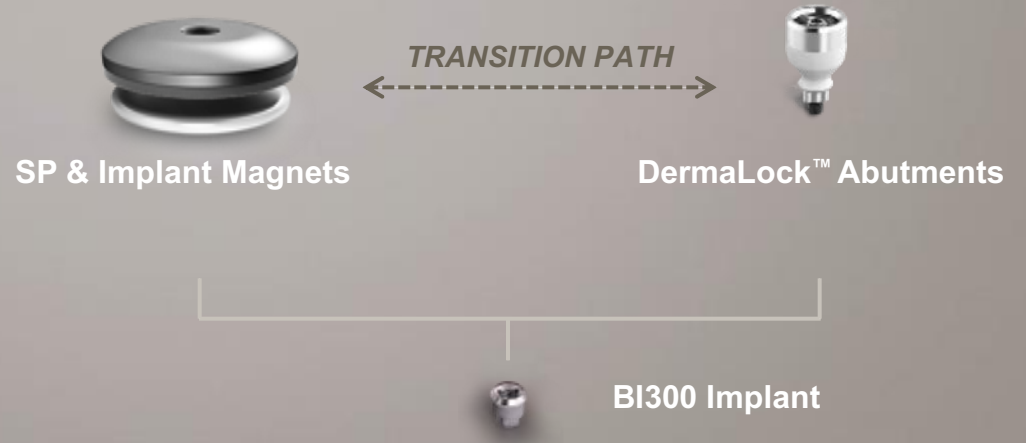 TRANSITION PATH
SP & Implant Magnets
DermaLock™ Abutments
BI300 Implant